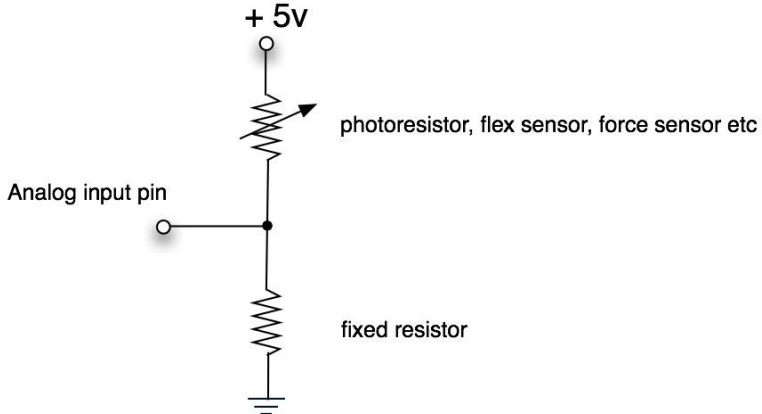 + 5v
photoresistor, flex sensor, force sensor etc
Analog input pin
fixed resistor